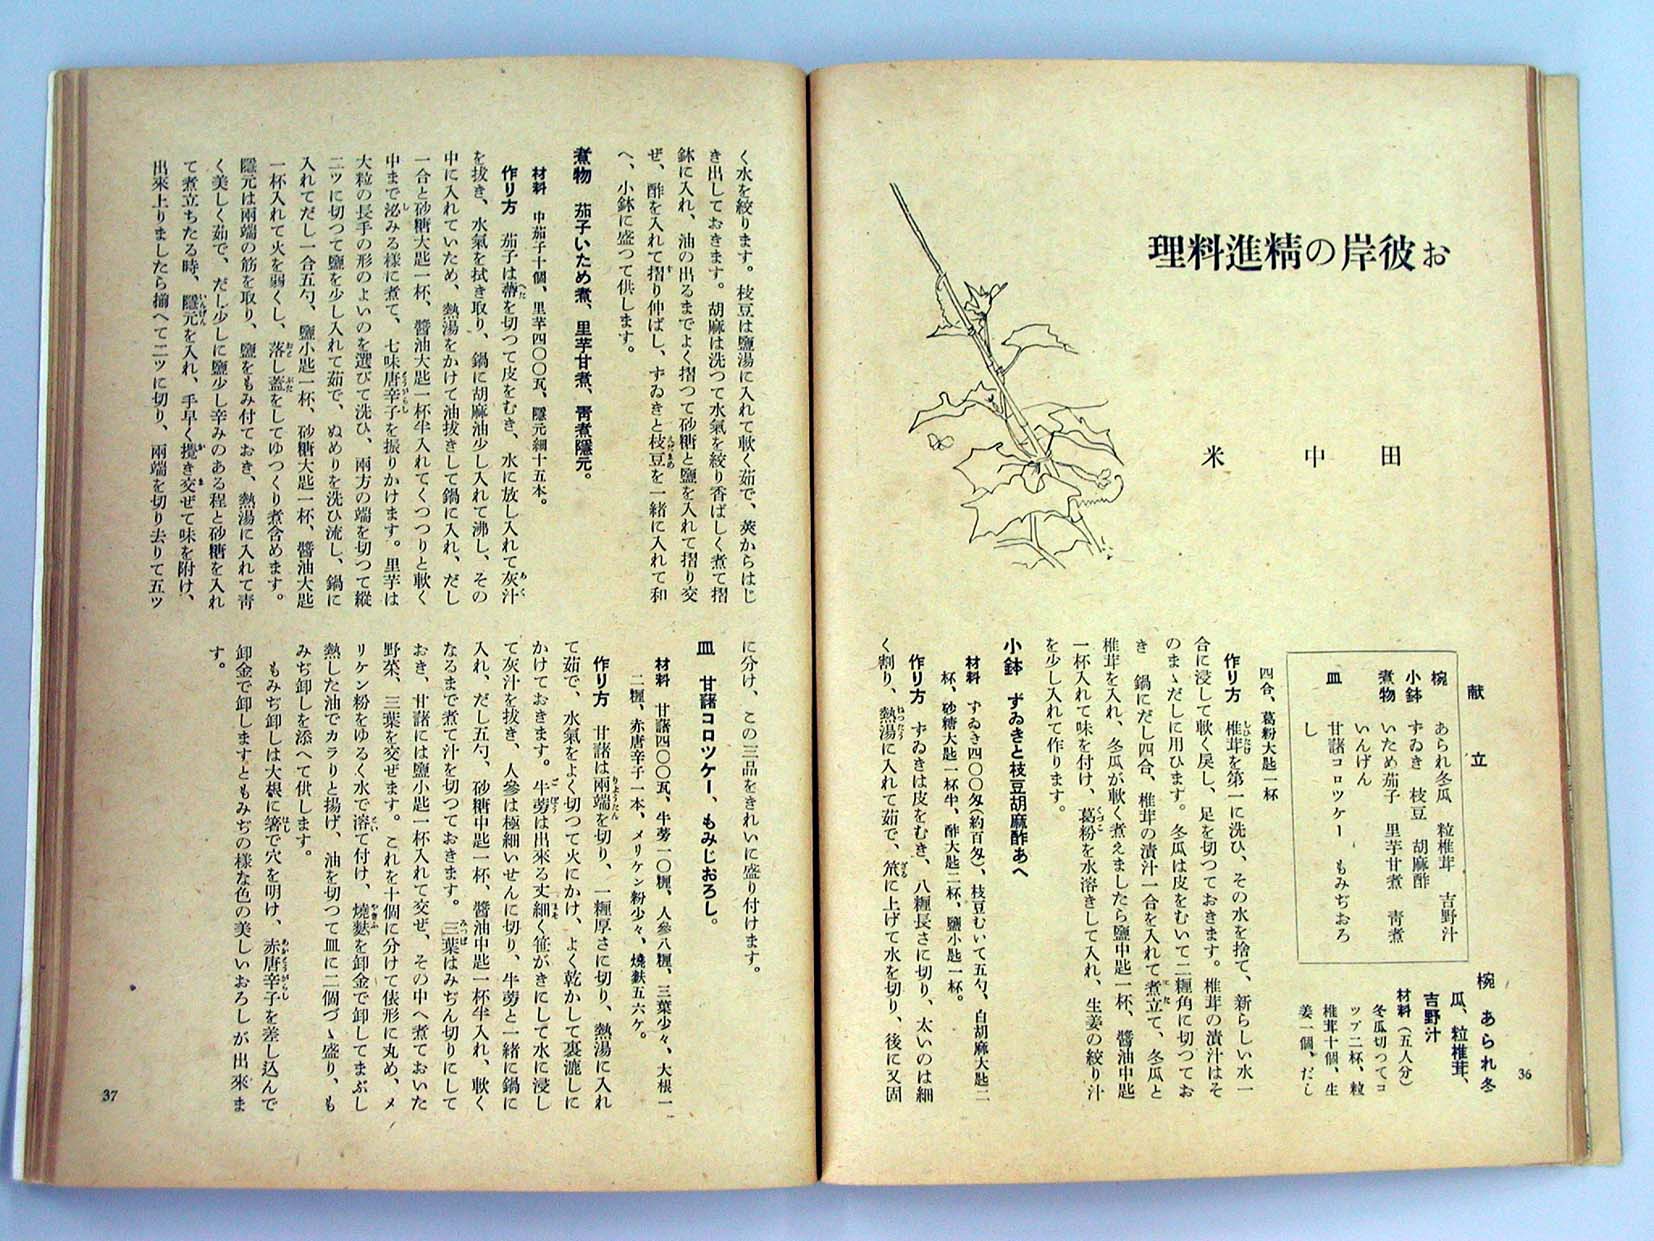 お彼岸の精進料理
田中米
献立
椀　あられ冬瓜　粒椎茸　吉野汁
小鉢　ずゐき　枝豆　胡麻酢
煮物　いため茄子　里芋甘煮　靑煮
いんげん
皿　甘藷コロツケー　もみぢおろ
し
椀　あられ冬
瓜、粒椎茸、
吉野汁
材料（五人分）
冬瓜切つてコ
ツプ二杯、粒
椎茸十個、生
姜一個、だし
36
四合、葛粉大匙一杯
作り方　椎茸を第一に洗ひ、その水を捨て、新らしい水一
合に浸して軟く戻し、足を切つておきます。椎茸の漬汁はそ
のまゝだしに用ひます。冬瓜は皮をむいて二糎角に切つてお
き　鍋にだし四合、椎茸の漬汁一合を入れて煮立て、冬瓜と
椎茸を入れ、冬瓜が軟く煮えましたら鹽中匙一杯、醬油中匙
一杯入れて味を付け、葛粉を水溶きして入れ、生姜の絞り汁
を少し入れて作ります。
小鉢　ずゐきと枝豆胡麻酢あへ
材料　ずゐき四〇〇匁（約百匁）、枝豆むいて五勺、白胡麻大匙二
杯、砂糖大匙一杯半、酢大匙二杯、鹽小匙一杯。
作り方　ずゐきは皮をむき、八糎長さに切り、太いのは細
く割り、熱湯に入れて茹で、笊に上げて水を切り、後に又固
く水を絞ります。枝豆は鹽湯に入れて軟く茹で、莢からはじ
き出しておきます。胡麻は洗つて水氣を絞り香ばしく煮て摺
鉢に入れ、油の出るまでよく摺つて砂糖と鹽を入れて摺り交
ぜ、酢を入れて摺り伸ばし、ずゐきと枝豆を一緒に入れて和
へ、小鉢に盛つて供します。
煮物　茄子いため煮、里芋甘煮、靑煮隱元。
材料　中茄子十個、里芋四〇〇瓦、隱元細十五本。
作り方　茄子は蔕を切つて皮をむき、水に放し入れて灰汁
を拔き、水氣を拭き取り、鍋に胡麻油少し入れて沸し、その
中に入れていため、熱湯をかけて油拔きして鍋に入れ、だし
一合と砂糖大匙一杯、醬油大匙一杯半入れてくつつりと軟く
中まで泌みる樣に煮て、七味唐辛子を振りかけます。里芋は
大粒の長手の形のよいのを選びて洗ひ、兩方の端を切つて縱
二ツに切つて鹽を少し入れて茹で、ぬめりを洗ひ流し、鍋に
入れてだし一合五勺、鹽小匙一杯、砂糖大匙一杯、醬油大匙
一杯入れて火を弱くし、落し蓋をしてゆつくり煮含めます。
隱元は兩端の筋を取り、鹽をもみ付ておき、熱湯に入れて靑
く美しく茹で、だし少しに鹽少し辛みのある程と砂糖を入れ
て煮立ちたる時、隱元を入れ、手早く攪き交ぜて味を附け、
出來上りましたら揃へて二ツに切り、兩端を切り去りて五ツ
に分け、この三品をきれいに盛り付けます。
皿　甘藷コロツケー、もみじおろし。
材料　甘藷四〇〇瓦、牛蒡一〇糎、人參八糎、三葉少々、大根一
二糎、赤唐辛子一本、メリケン粉少々、燒麩五六ケ。
作り方　甘藷は兩端を切り、一糎厚さに切り、熱湯に入れ
て茹で、水氣をよく切つて火にかけ、よく乾かして裏漉しに
かけておきます。牛蒡は出來る丈細く笹がきにして水に浸し
て灰汁を拔き、人參は極細いせんに切り、牛蒡と一緒に鍋に
入れ、だし五勺、砂糖中匙一杯、醬油中匙一杯半入れ、軟く
なるまで煮て汁を切つておきます。三葉はみぢん切りにして
おき、甘藷には鹽小匙一杯入れて交ぜ、その中へ煮ておいた
野菜、三葉を交ぜます。これを十個に分けて俵形に丸め、メ
リケン粉をゆるく水で溶て付け、燒麩を卸金で卸してまぶし
熱した油でカラリと揚げ、油を切つて皿に二個づゝ盛り、も
みぢ卸しを添へて供します。
もみぢ卸しは大根に箸で穴を明け、赤唐辛子を差し込んで
卸金で卸しますともみぢの樣な色の美しいおろしが出來ま
す。
37